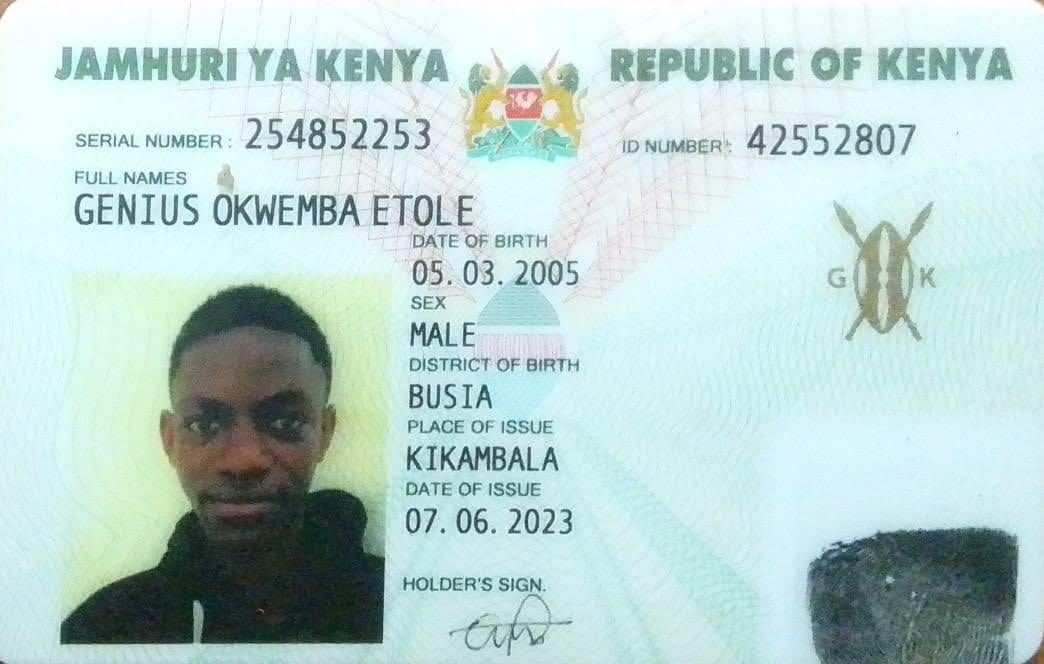 JAMHURI YA KENYA REPUBLIC OF KENYA
SERIAL NUMBER: 254852253 ID NUMBER: 42552807
FULL NAMES
GENIUS OKWEMBA ETOLE
DATE OF BIRTH
05. 03. 2005
SEX
MALE
DISTRICT OF BIRTH
BUSIA
PLACE OF ISSUE
KIKAMBALA
DATE OF ISSUE
07. 06. 2023
HOLDER'S SIGN.
G K